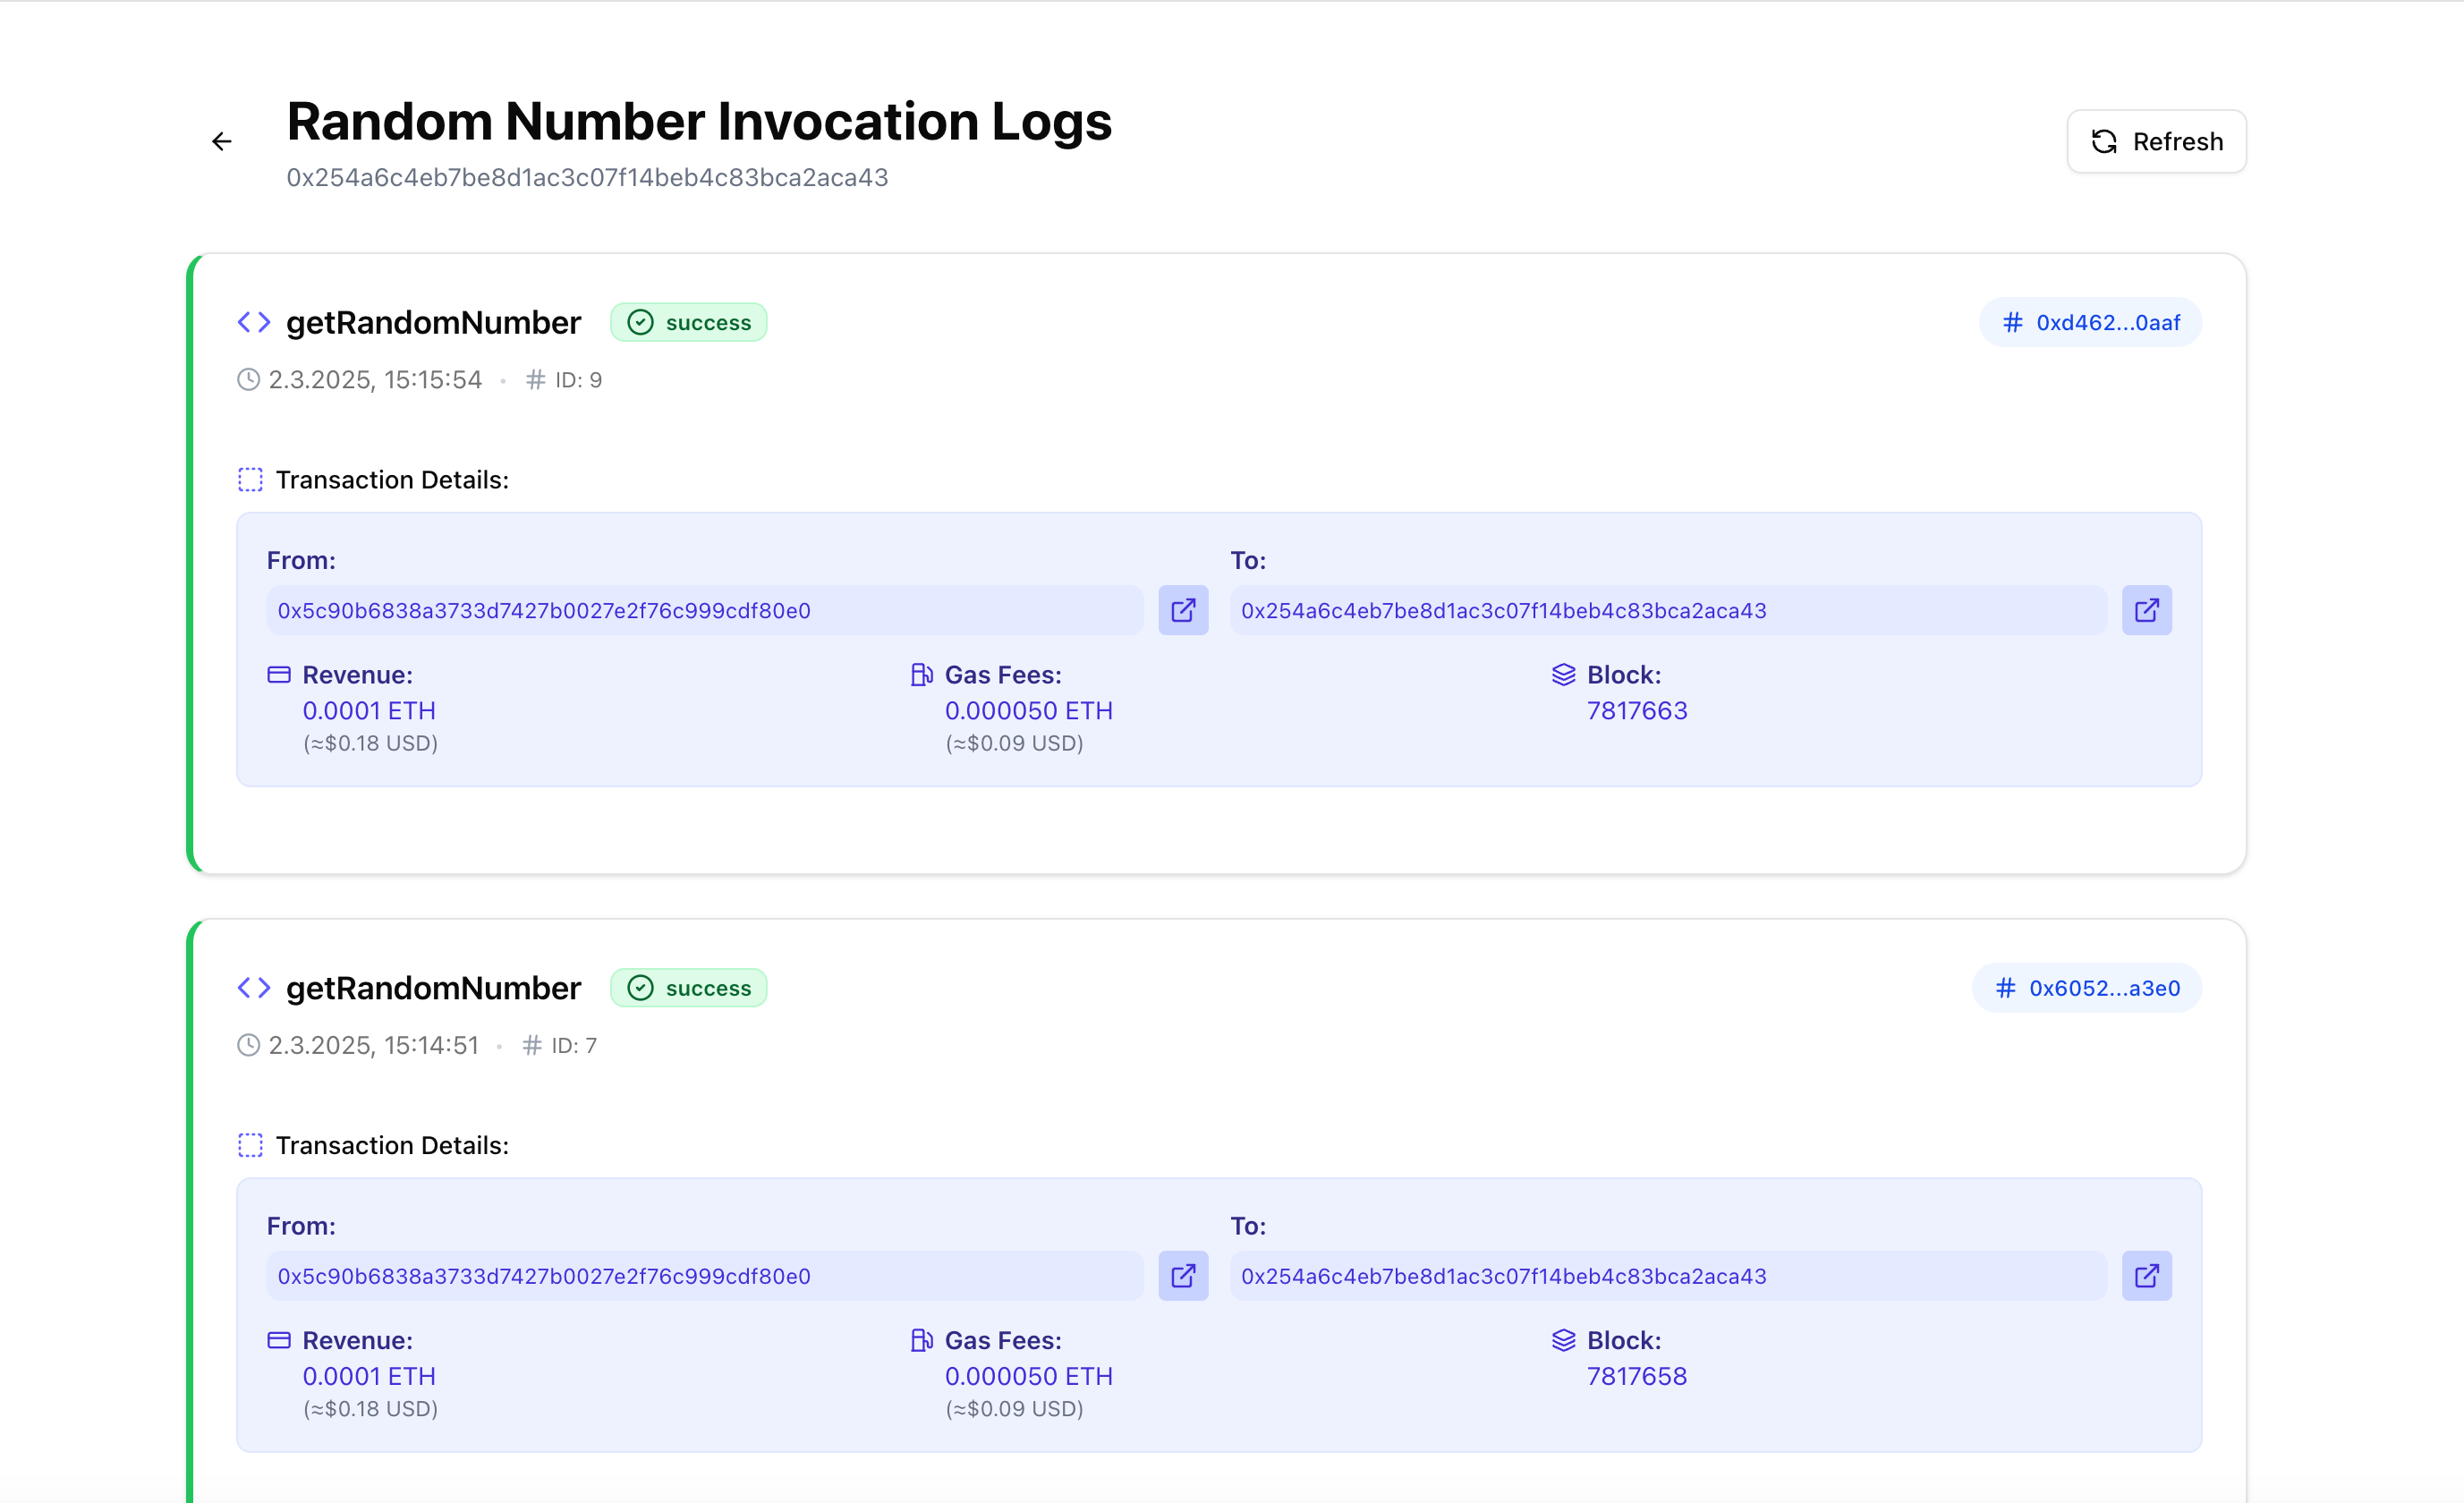 Random Number Invocation Logs
0x254a6c4eb7be8d1ac3c07f14beb4c83bca2aca43
Refresh
getRandomNumber success # 0xd462...0aaf
2.3.2025, 15:15:54 • # ID: 9
Transaction Details:
From: To:
0x5c90b6838a3733d7427b0027e2f76c999cdf80e0 0x254a6c4eb7be8d1ac3c07f14beb4c83bca2aca43
Revenue: Gas Fees: Block:
0.0001 ETH 0.000050 ETH 7817663
(≈$0.18 USD) (≈$0.09 USD)
getRandomNumber success # 0x6052...a3e0
2.3.2025, 15:14:51 • # ID: 7
Transaction Details:
From: To:
0x5c90b6838a3733d7427b0027e2f76c999cdf80e0 0x254a6c4eb7be8d1ac3c07f14beb4c83bca2aca43
Revenue: Gas Fees: Block:
0.0001 ETH 0.000050 ETH 7817658
(≈$0.18 USD) (≈$0.09 USD)